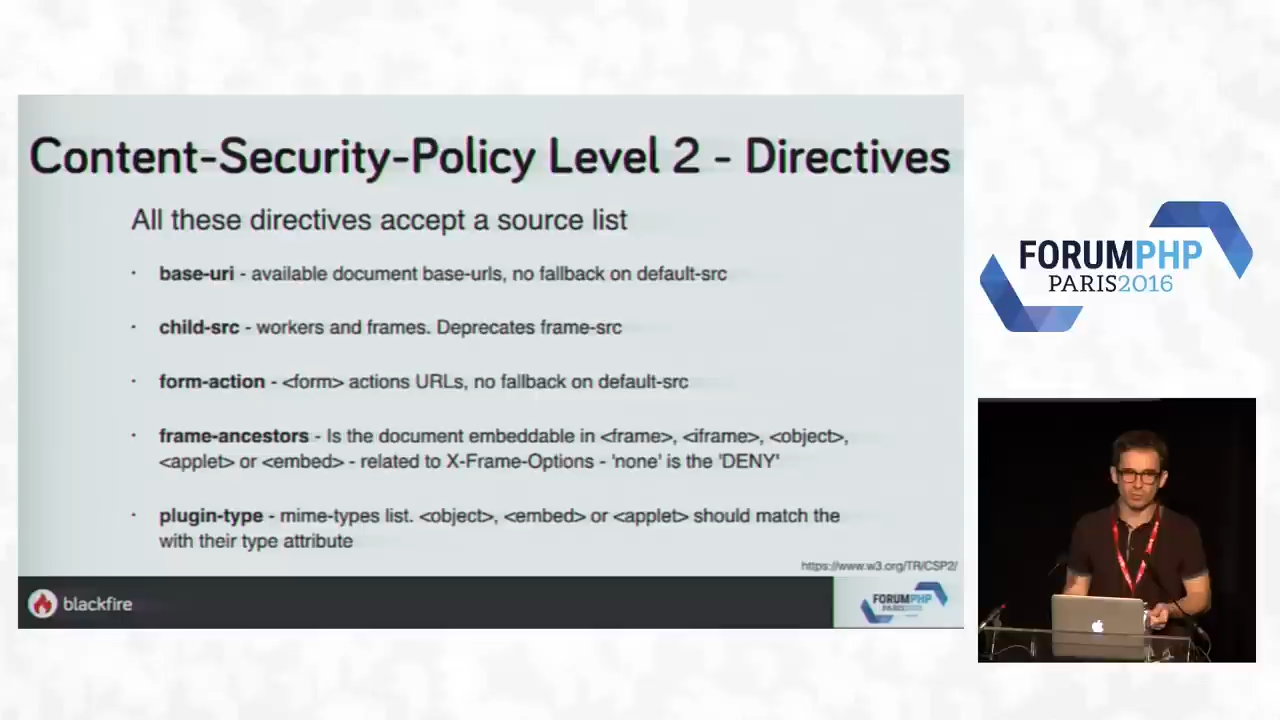 Content-Security-Policy Level 2 - Directives
All these directives accept a source list
· base-uri - available document base-urls, no fallback on default-src
· child-src - workers and frames. Deprecates frame-src
· form-action - <form> actions URLs, no fallback on default-src
· frame-ancestors - Is the document embeddable in <frame>, <iframe>, <object>,
<applet> or <embed> - related to X-Frame-Options - 'none' is the 'DENY'
· plugin-type - mime-types list. <object>, <embed> or <applet> should match the
with their type attribute
https://www.w3.org/TR/CSP2/
blackfire
FORUMPHP
PARIS2016
FORUMPHP
PARIS2016